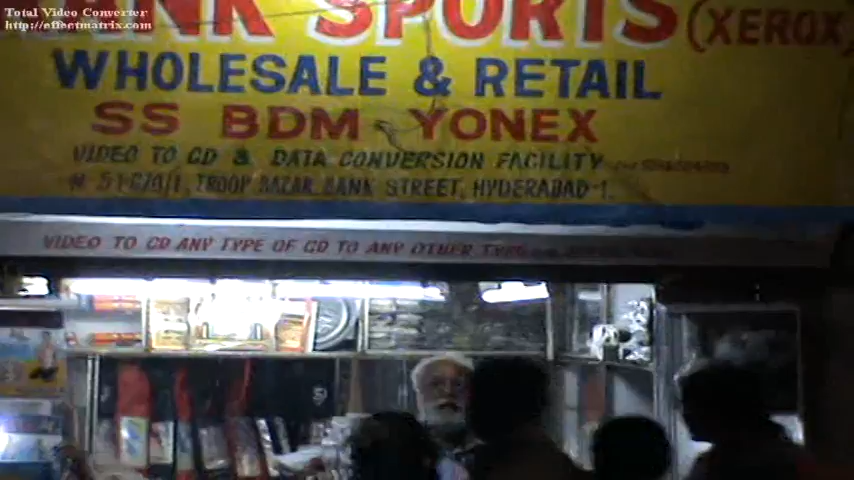 Total Video Converter
http://effectmatrix.com
NK SPORTS (XEROX)
WHOLESALE & RETAIL
SS BDM YONEX
VIDEO TO CD & DATA CONVERSION FACILITY
TROOP BAZAR BANK STREET, HYDERABAD-1.
VIDEO TO CD ANY TYPE OF CD TO ANY OTHER TYPE